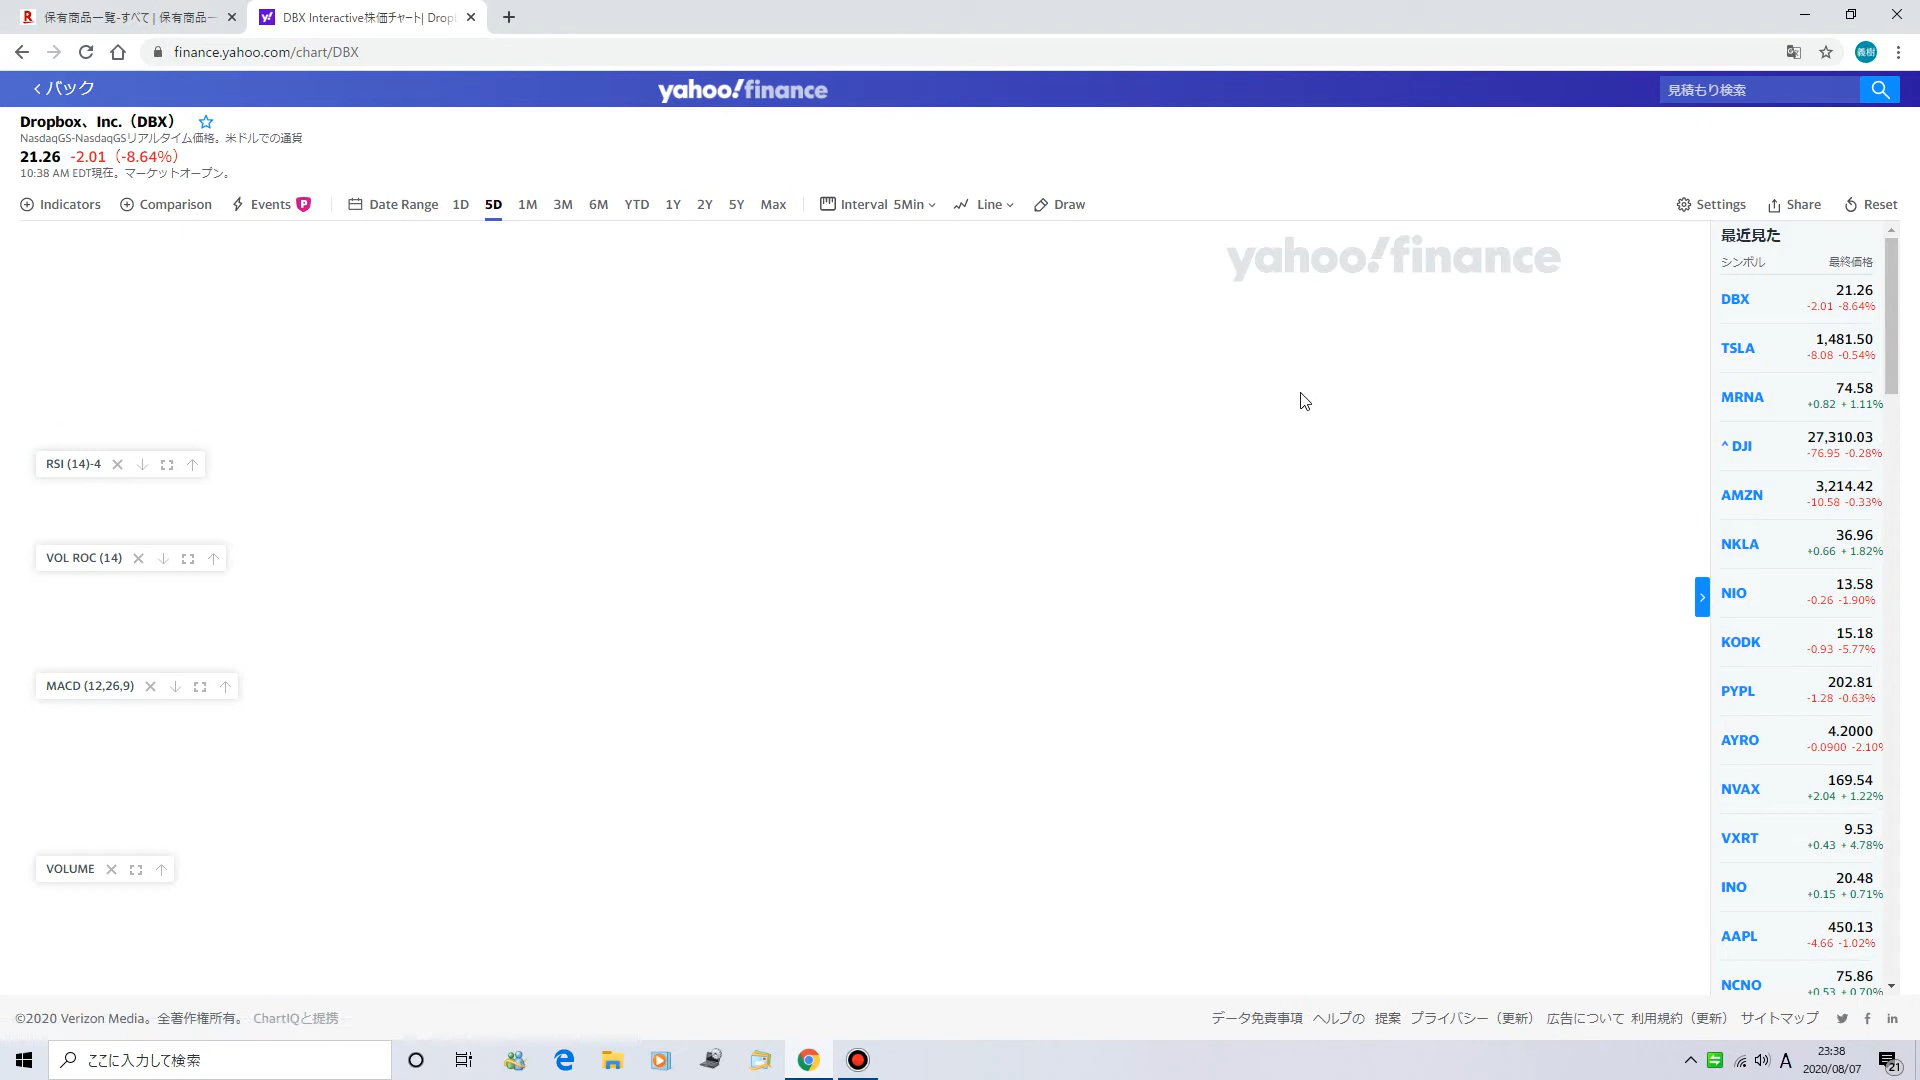 保有商品一覧-すべて | 保有商品一
DBX Interactive株価チャート| Drop
finance.yahoo.com/chart/DBX
義樹
バック
yahoo!finance
見積もり検索
Dropbox、Inc.（DBX）
NasdaqGS-NasdaqGSリアルタイム価格。米ドルでの通貨
21.26 -2.01（-8.64%）
10:38 AM EDT現在。マーケットオープン。
Indicators Comparison Events P Date Range 1D 5D 1M 3M 6M YTD 1Y 2Y 5Y Max Interval 5Min Line Draw Settings Share Reset
yahoo!finance
最近見た
シンボル 最終価格
DBX 21.26
-2.01 -8.64%
TSLA 1,481.50
-8.08 -0.54%
MRNA 74.58
+0.82 + 1.11%
^ DJI 27,310.03
-76.95 -0.28%
AMZN 3,214.42
-10.58 -0.33%
NKLA 36.96
+0.66 + 1.82%
NIO 13.58
-0.26 -1.90%
KODK 15.18
-0.93 -5.77%
PYPL 202.81
-1.28 -0.63%
AYRO 4.2000
-0.0900 -2.10%
NVAX 169.54
+2.04 + 1.22%
VXRT 9.53
+0.43 + 4.78%
INO 20.48
+0.15 + 0.71%
AAPL 450.13
-4.66 -1.02%
NCNO 75.86
+0.53 + 0.70%
RSI (14)-4
VOL ROC (14)
MACD (12,26,9)
VOLUME
©2020 Verizon Media。全著作権所有。 ChartIQと提携
データ免責事項 ヘルプの 提案 プライバシー（更新） 広告について 利用規約（更新） サイトマップ
ここに入力して検索
A
23:38
2020/08/07
21